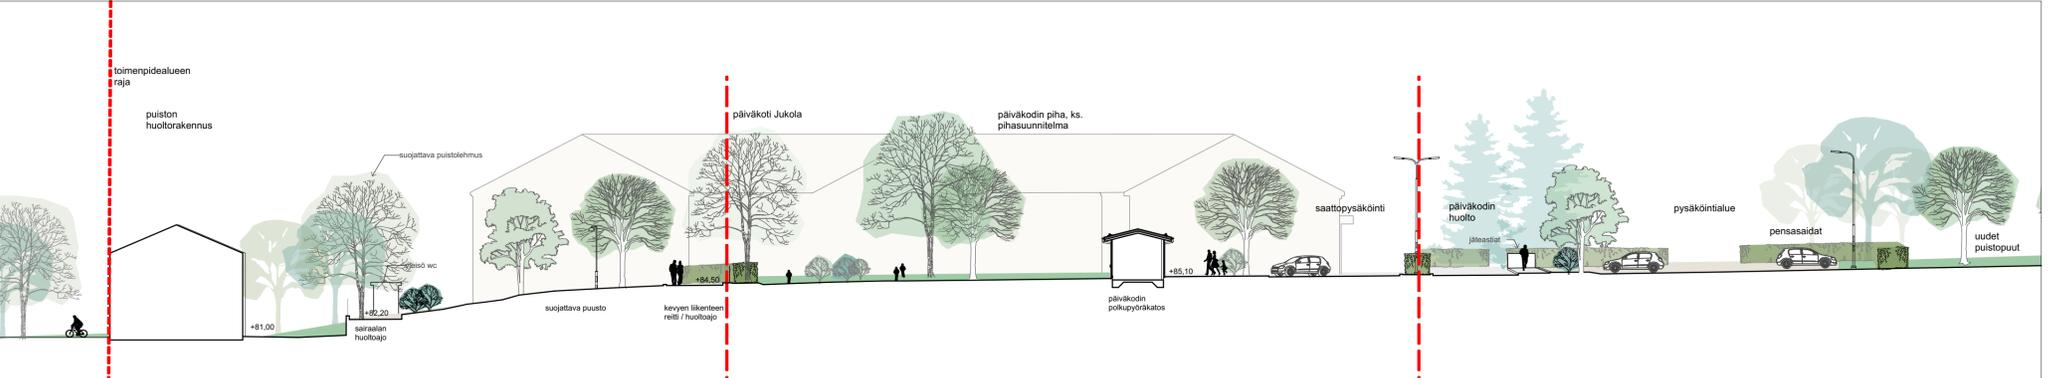 toimenpidealueen
raja
puiston
huoltorakennus
suojattava puistolehmus
yleisö wc
+81,00
+82,20
sairaalan
huoltoajo
suojattava puusto
kevyen liikenteen
reitti / huoltoajo
+84,50
päiväkoti Jukola
päiväkodin piha, ks.
pihasuunnitelma
päiväkodin
polkupyöräkatos
+85,10
saattopysäköinti
päiväkodin
huolto
jäteastiat
pysäköintialue
pensasaidat
uudet
puistopuut